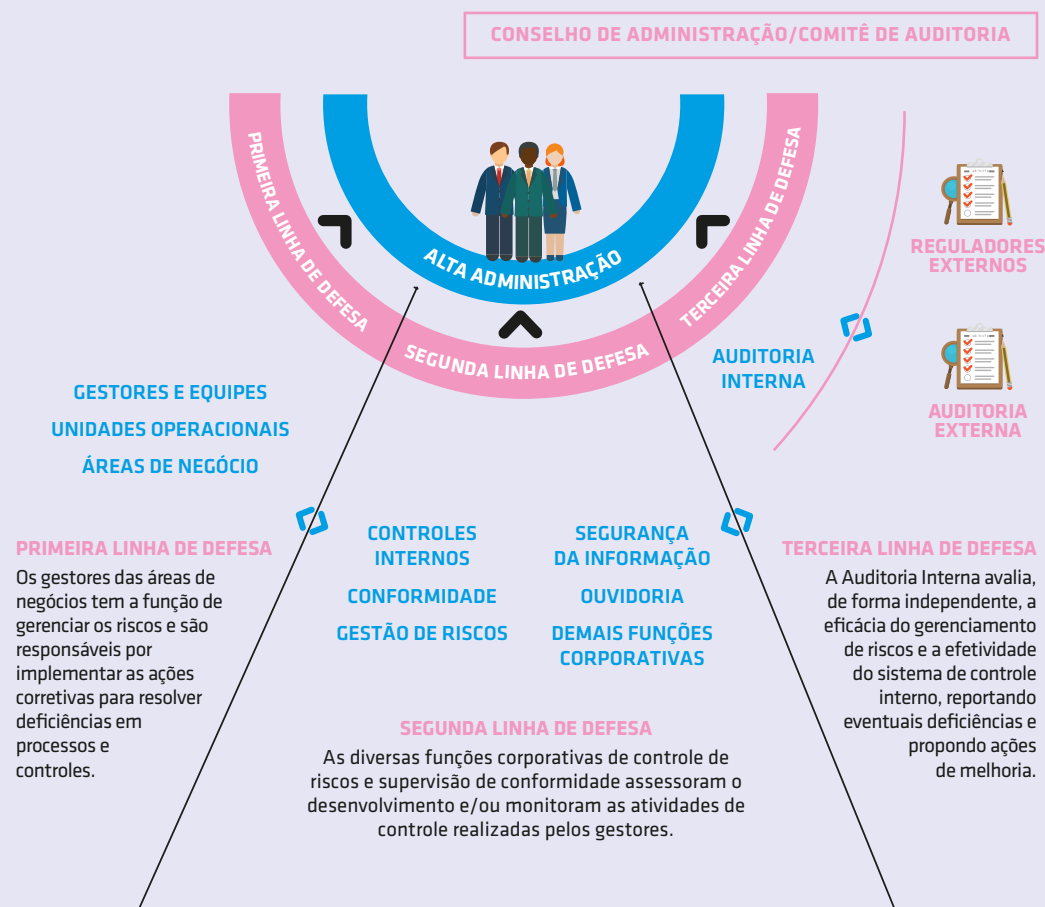 CONSELHO DE ADMINISTRAÇÃO/COMITÊ DE AUDITORIA
PRIMEIRA LINHA DE DEFESA
ALTA ADMINISTRAÇÃO
SEGUNDA LINHA DE DEFESA
TERCEIRA LINHA DE DEFESA
REGULADORES
EXTERNOS
AUDITORIA
INTERNA
AUDITORIA
EXTERNA
GESTORES E EQUIPES
UNIDADES OPERACIONAIS
ÁREAS DE NEGÓCIO
PRIMEIRA LINHA DE DEFESA
Os gestores das áreas de
negócios tem a função de
gerenciar os riscos e são
responsáveis por
implementar as ações
corretivas para resolver
deficiências em
processos e
controles.
CONTROLES
INTERNOS
CONFORMIDADE
GESTÃO DE RISCOS
SEGURANÇA
DA INFORMAÇÃO
OUVIDORIA
DEMAIS FUNÇÕES
CORPORATIVAS
SEGUNDA LINHA DE DEFESA
As diversas funções corporativas de controle de
riscos e supervisão de conformidade assessoram o
desenvolvimento e/ou monitoram as atividades de
controle realizadas pelos gestores.
TERCEIRA LINHA DE DEFESA
A Auditoria Interna avalia,
de forma independente, a
eficácia do gerenciamento
de riscos e a efetividade
do sistema de controle
interno, reportando
eventuais deficiências e
propondo ações
de melhoria.